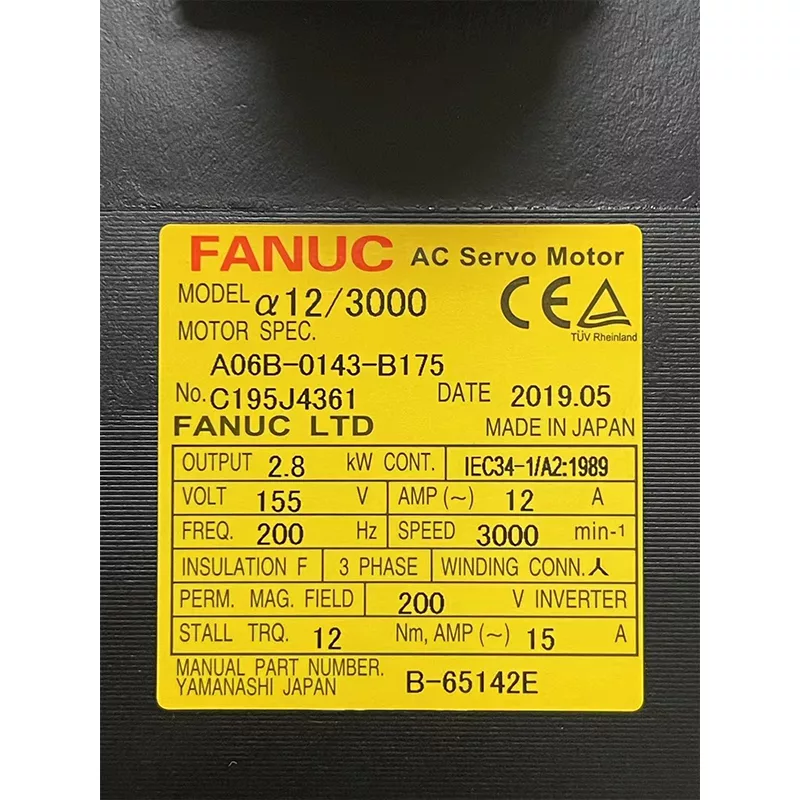 FANUC AC Servo Motor
MODEL α12/3000
CE TÜV Rheinland
MOTOR SPEC.
A06B-0143-B175
No. C195J4361 DATE 2019.05
FANUC LTD MADE IN JAPAN
OUTPUT 2.8 kW CONT. IEC34-1/A2:1989
VOLT 155 V AMP (~) 12 A
FREQ. 200 Hz SPEED 3000 min-1
INSULATION F 3 PHASE WINDING CONN. 人
PERM. MAG. FIELD 200 V INVERTER
STALL TRQ. 12 Nm, AMP (~) 15 A
MANUAL PART NUMBER.
YAMANASHI JAPAN B-65142E